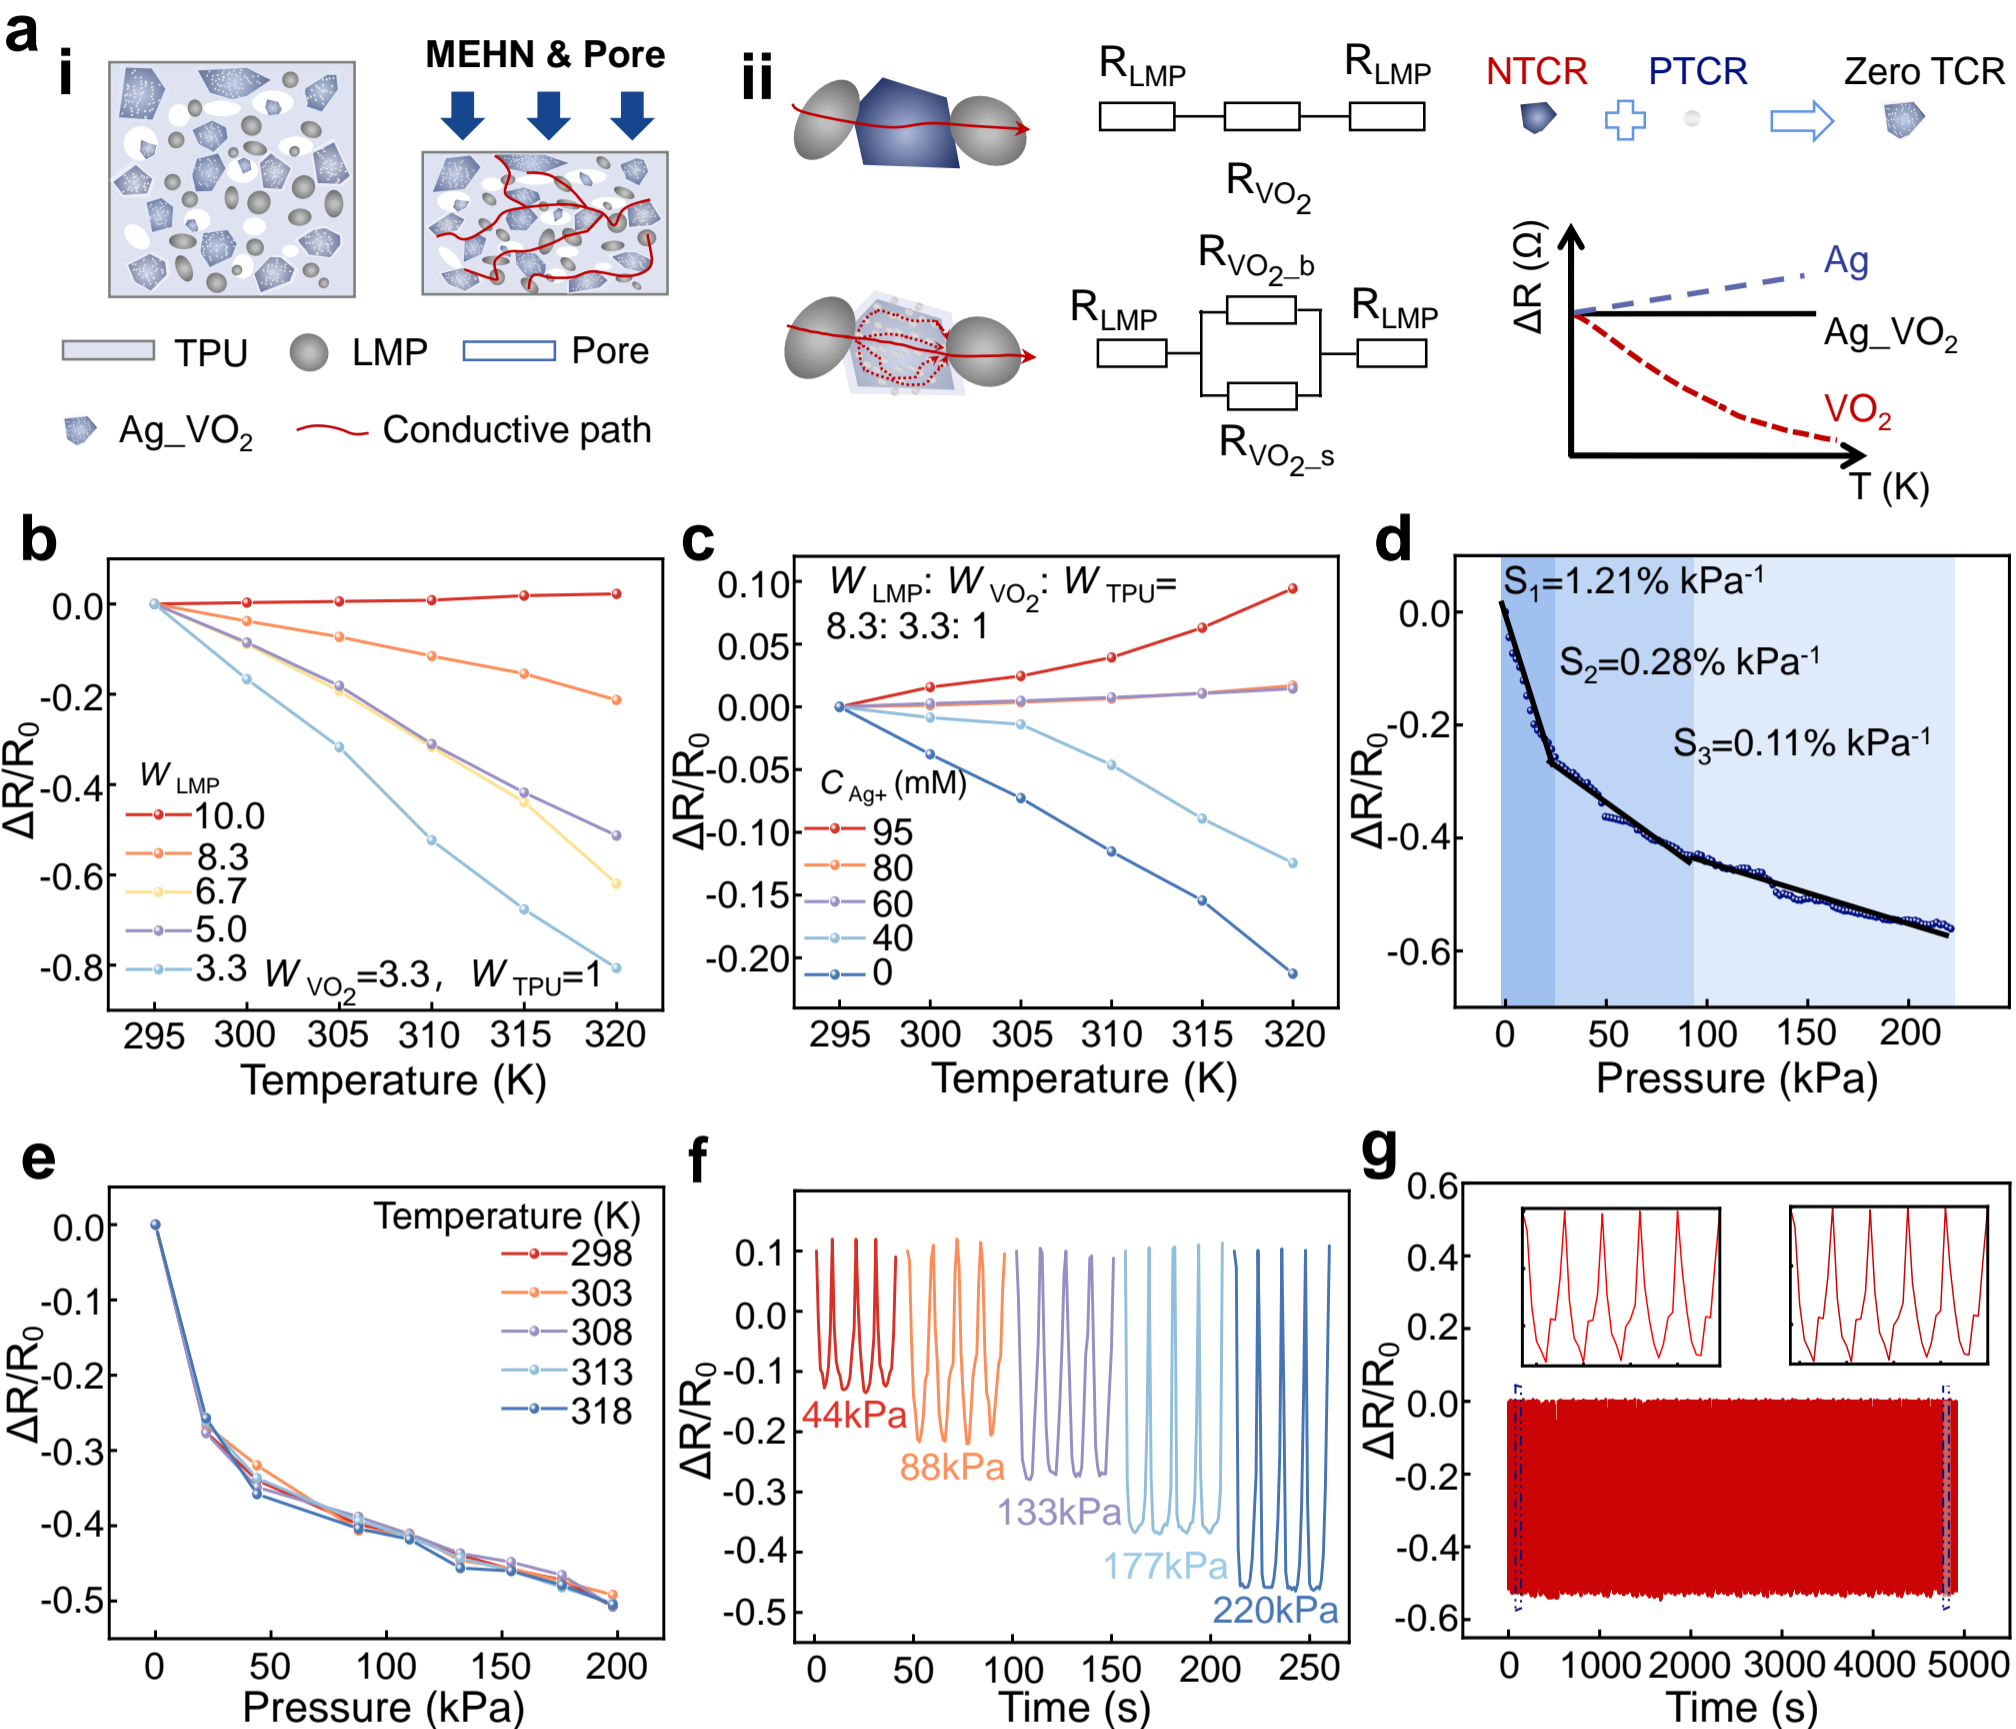 a
i
MEHN & Pore
TPU
LMP
Pore
Ag_VO2
Conductive path
ii
RLMP
RLMP
RVO2
RVO2_b
RLMP
RLMP
RVO2_s
NTCR
PTCR
Zero TCR
ΔR (Ω)
Ag
Ag_VO2
VO2
T (K)
b
0.0
-0.2
-0.4
-0.6
-0.8
ΔR/R0
WLMP
10.0
8.3
6.7
5.0
3.3
WVO2=3.3, WTPU=1
295 300 305 310 315 320
Temperature (K)
c
WLMP: WVO2: WTPU=
8.3: 3.3: 1
0.10
0.05
0.00
-0.05
-0.10
-0.15
-0.20
ΔR/R0
CAg+ (mM)
95
80
60
40
0
295 300 305 310 315 320
Temperature (K)
d
S1=1.21% kPa-1
S2=0.28% kPa-1
S3=0.11% kPa-1
0.0
-0.2
-0.4
-0.6
ΔR/R0
0 50 100 150 200
Pressure (kPa)
e
Temperature (K)
298
303
308
313
318
0.0
-0.1
-0.2
-0.3
-0.4
-0.5
ΔR/R0
0 50 100 150 200
Pressure (kPa)
f
0.1
0.0
-0.1
-0.2
-0.3
-0.4
-0.5
ΔR/R0
44kPa
88kPa
133kPa
177kPa
220kPa
0 50 100 150 200 250
Time (s)
g
0.6
0.4
0.2
0.0
-0.2
-0.4
-0.6
ΔR/R0
0 1000 2000 3000 4000 5000
Time (s)